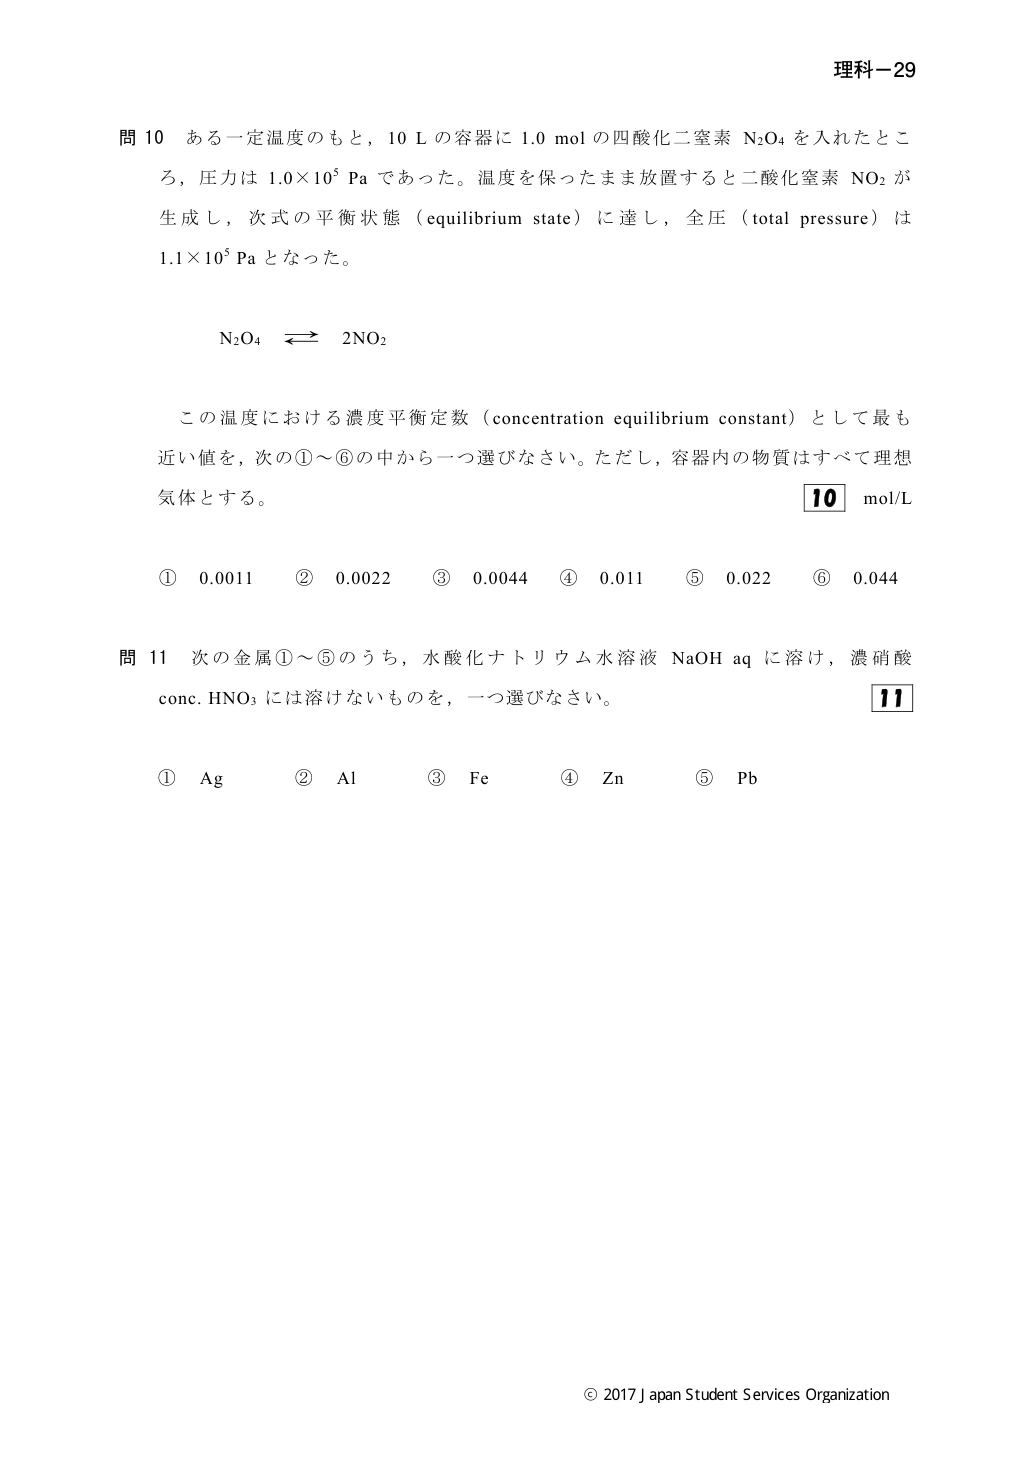 理科－29
問 10　ある一定温度のもと，10 L の容器に 1.0 mol の四酸化二窒素 N₂O₄ を入れたとこ
ろ，圧力は 1.0×10⁵ Pa であった。温度を保ったまま放置すると二酸化窒素 NO₂ が
生成し，次式の平衡状態（equilibrium state）に達し，全圧（total pressure）は
1.1×10⁵ Pa となった。
N₂O₄ ⇄ 2NO₂
この温度における濃度平衡定数（concentration equilibrium constant）として最も
近い値を，次の①～⑥の中から一つ選びなさい。ただし，容器内の物質はすべて理想
気体とする。 10 mol/L
① 0.0011 ② 0.0022 ③ 0.0044 ④ 0.011 ⑤ 0.022 ⑥ 0.044
問 11　次の金属①～⑤のうち，水酸化ナトリウム水溶液 NaOH aq に溶け，濃硝酸
conc. HNO₃ には溶けないものを，一つ選びなさい。 11
① Ag ② Al ③ Fe ④ Zn ⑤ Pb
© 2017 Japan Student Services Organization